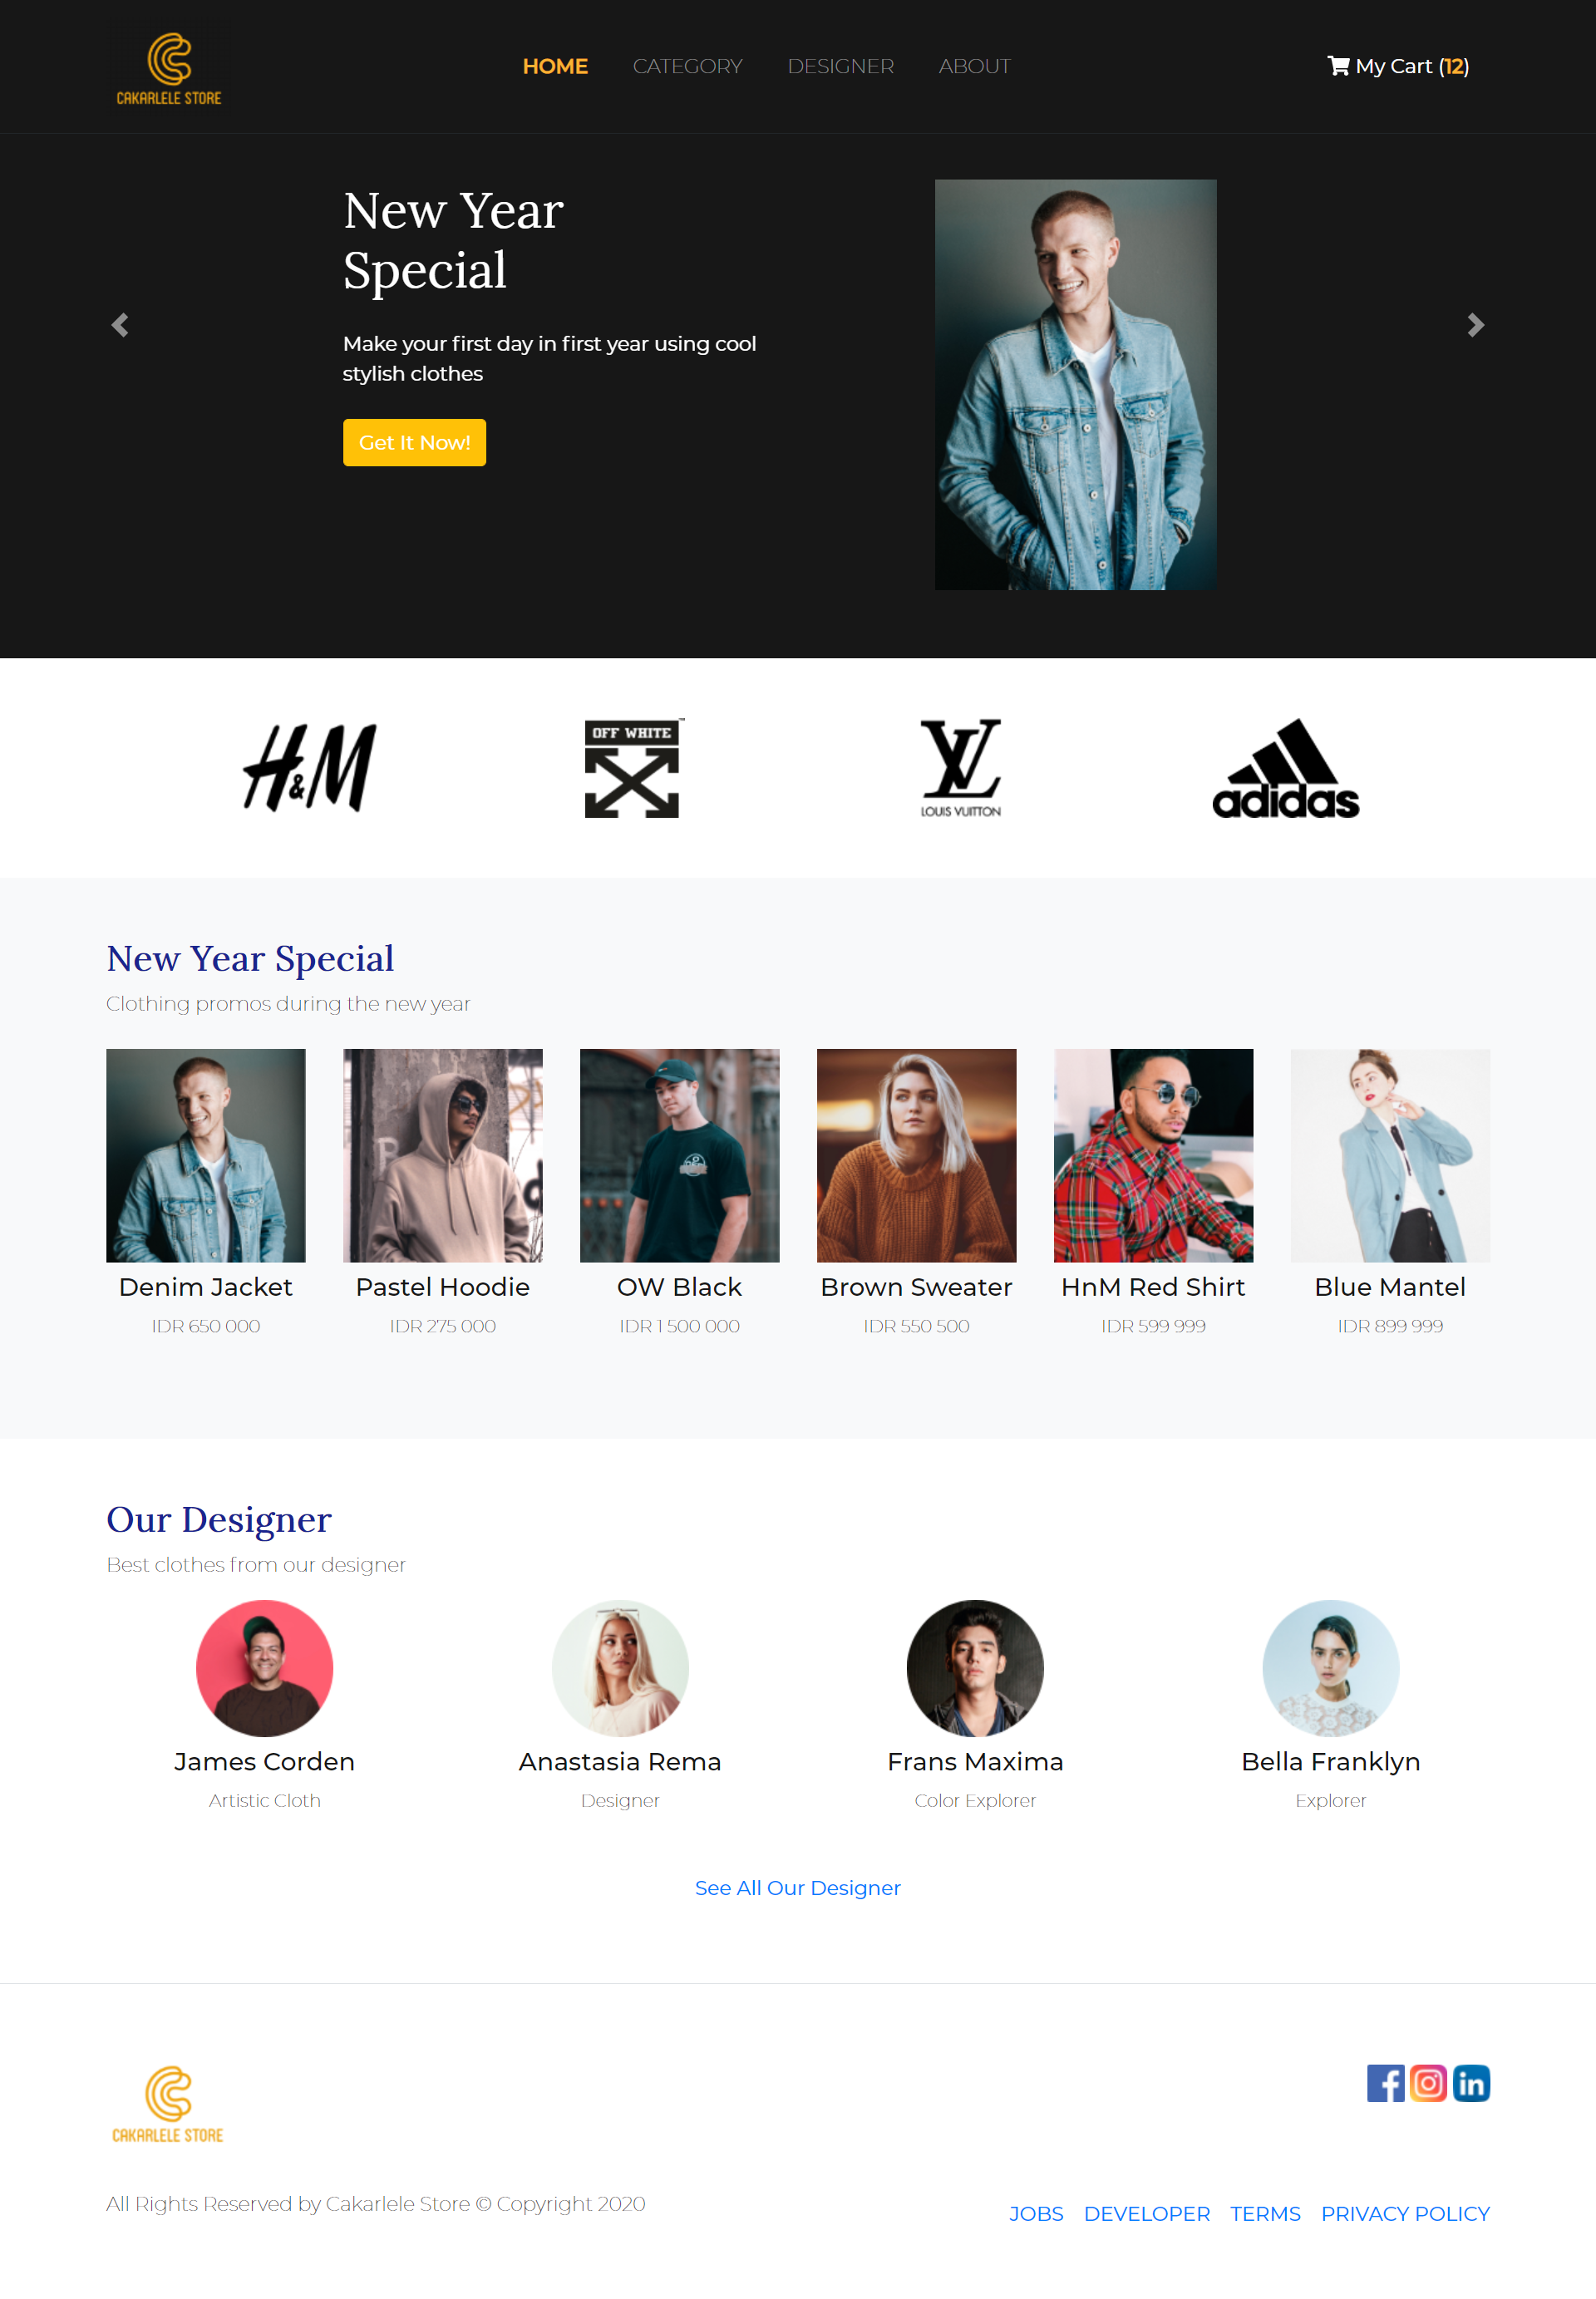 CAKARLELE STORE
HOME CATEGORY DESIGNER ABOUT
My Cart (12)
New Year
Special
Make your first day in first year using cool
stylish clothes
Get It Now!
H&M
OFF WHITE
LOUIS VUITTON
adidas
New Year Special
Clothing promos during the new year
Denim Jacket Pastel Hoodie OW Black Brown Sweater HnM Red Shirt Blue Mantel
IDR 650 000 IDR 275 000 IDR 1 500 000 IDR 550 500 IDR 599 999 IDR 899 999
Our Designer
Best clothes from our designer
James Corden Anastasia Rema Frans Maxima Bella Franklyn
Artistic Cloth Designer Color Explorer Explorer
See All Our Designer
CAKARLELE STORE
All Rights Reserved by Cakarlele Store © Copyright 2020
JOBS DEVELOPER TERMS PRIVACY POLICY